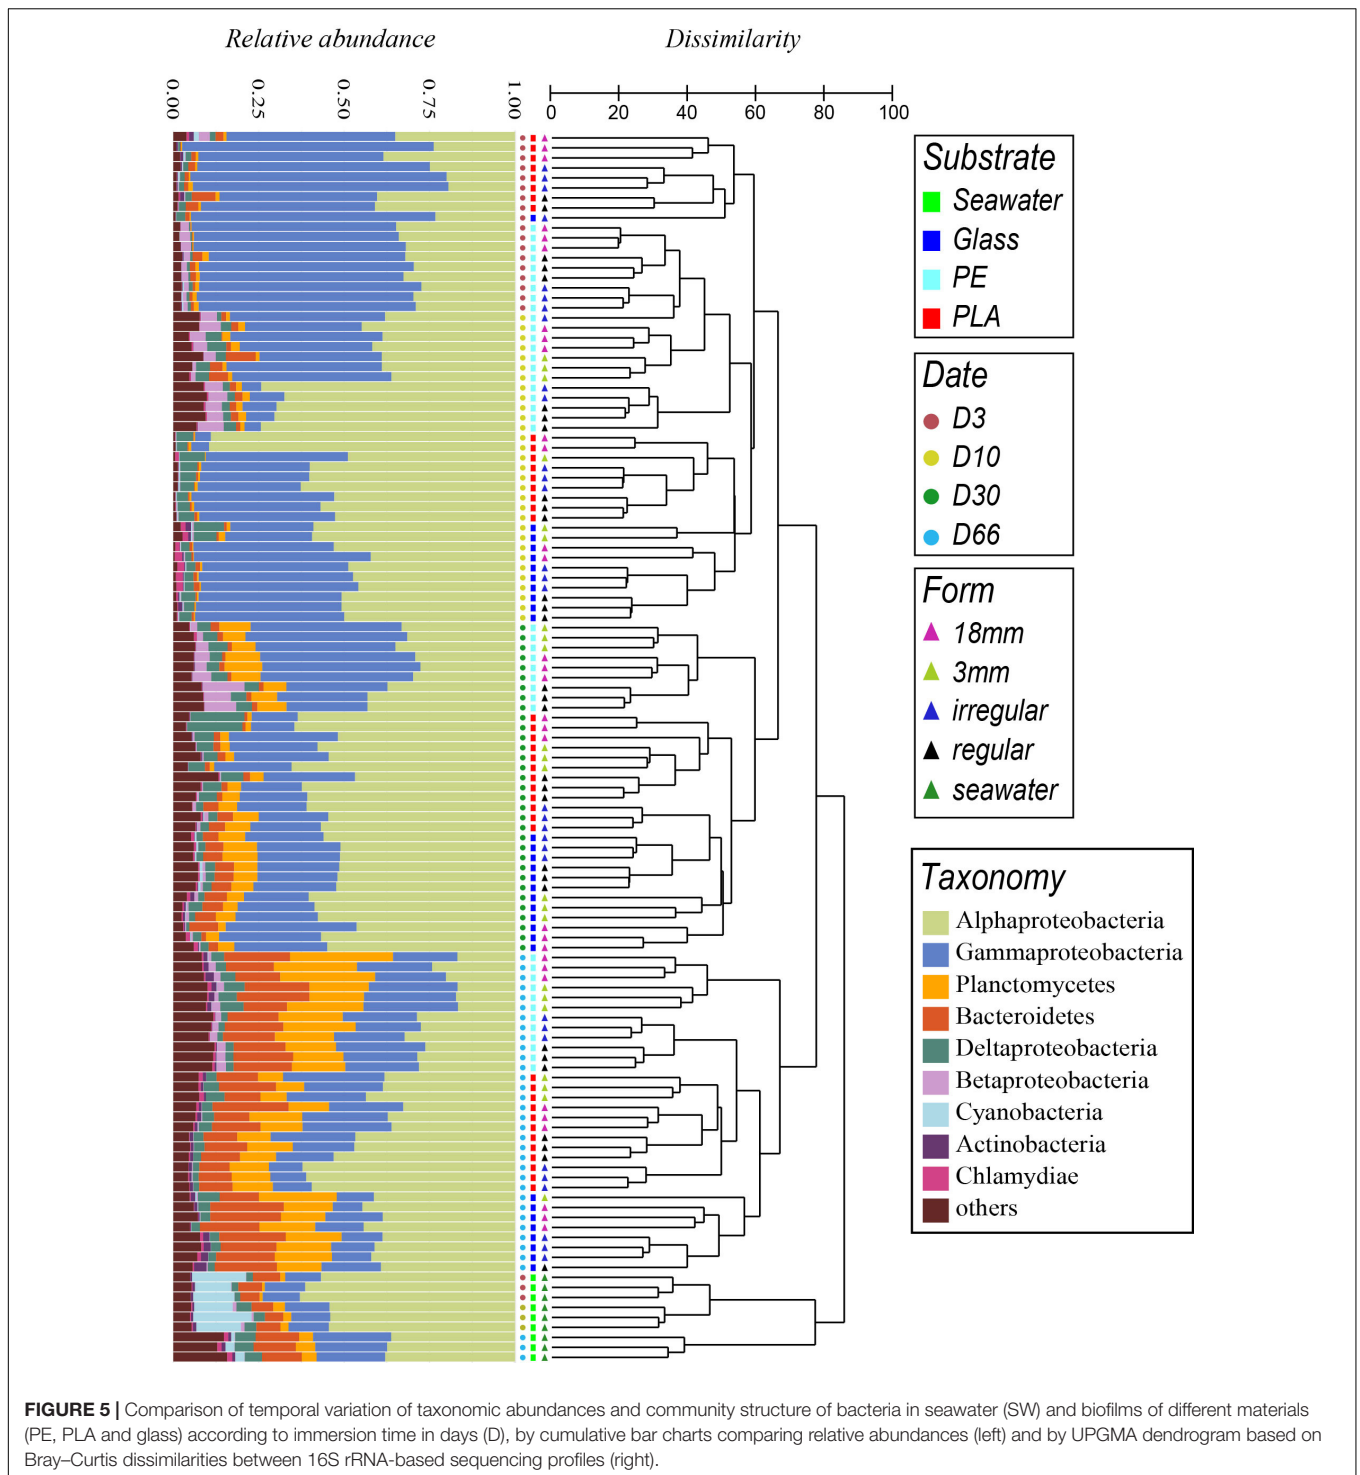 Relative abundance
Dissimilarity
0.00
0.25
0.50
0.75
1.00
0 20 40 60 80 100
Substrate
Seawater
Glass
PE
PLA
Date
D3
D10
D30
D66
Form
18mm
3mm
irregular
regular
seawater
Taxonomy
Alphaproteobacteria
Gammaproteobacteria
Planctomycetes
Bacteroidetes
Deltaproteobacteria
Betaproteobacteria
Cyanobacteria
Actinobacteria
Chlamydiae
others
FIGURE 5 | Comparison of temporal variation of taxonomic abundances and community structure of bacteria in seawater (SW) and biofilms of different materials
(PE, PLA and glass) according to immersion time in days (D), by cumulative bar charts comparing relative abundances (left) and by UPGMA dendrogram based on
Bray–Curtis dissimilarities between 16S rRNA-based sequencing profiles (right).